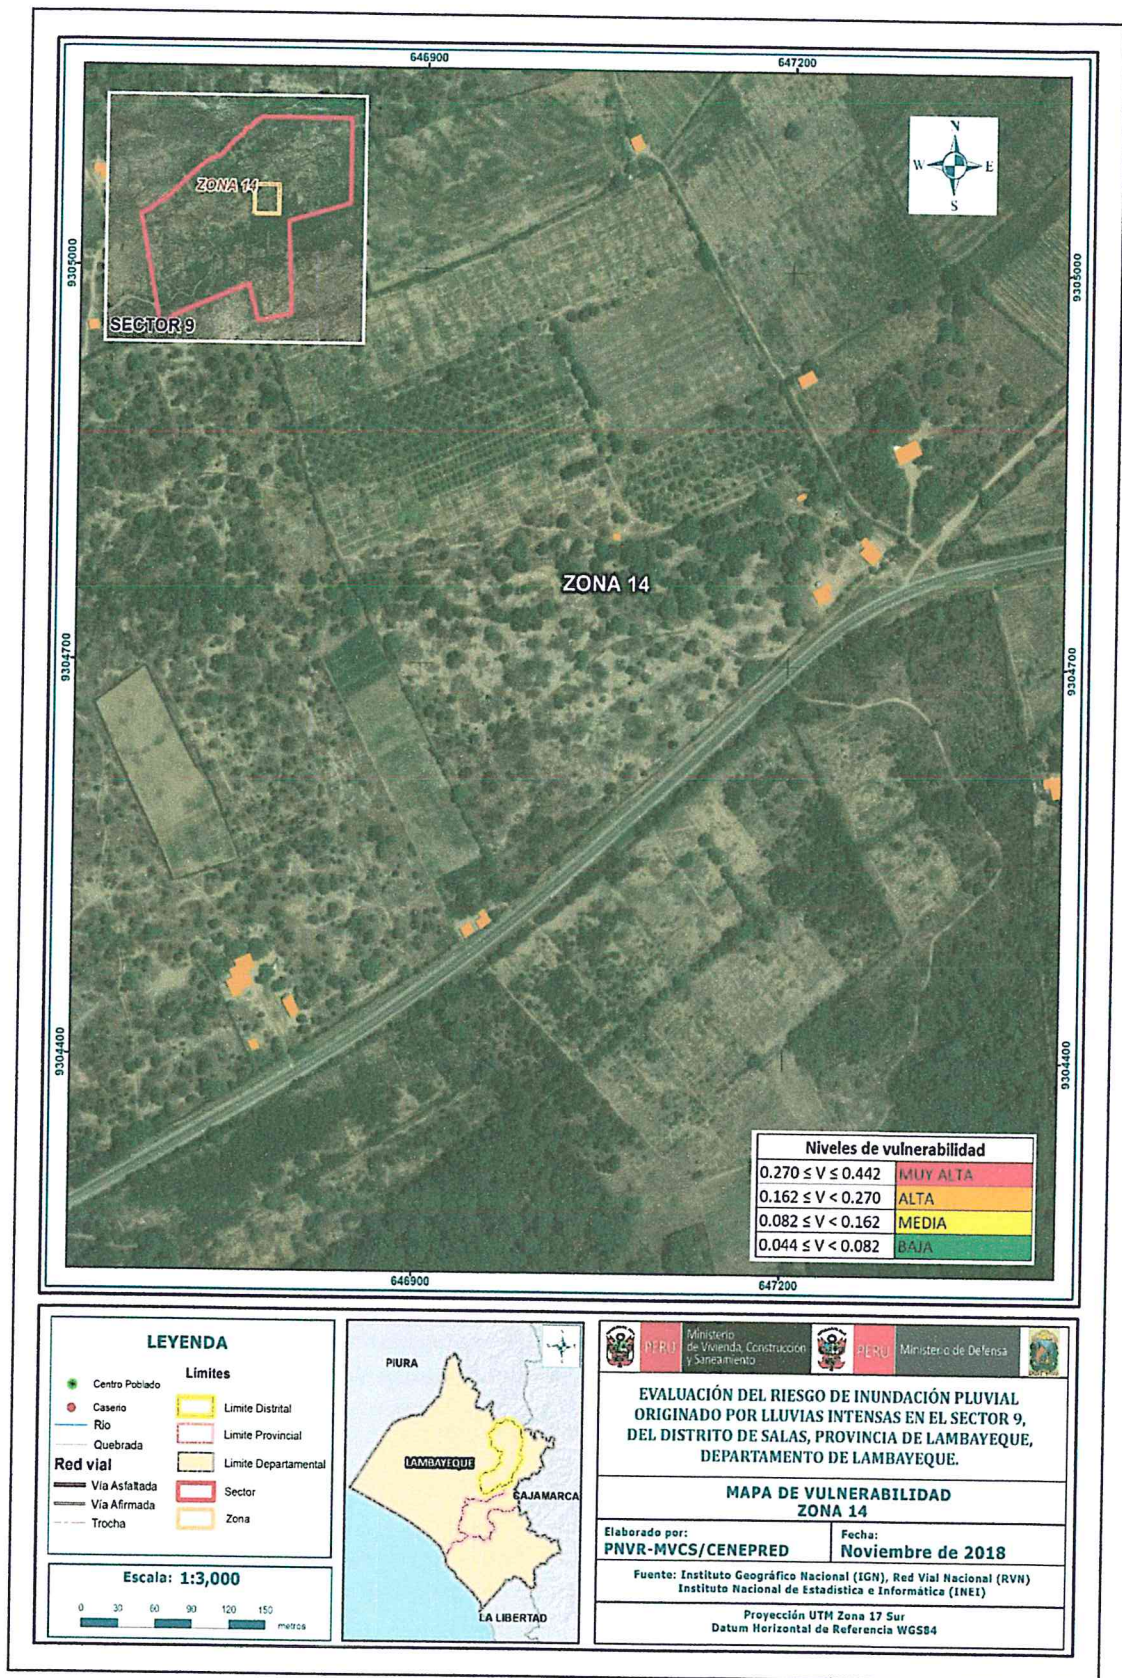 646900
647200
N
W
E
S
ZONA 14
SECTOR 9
9305000
9305000
ZONA 14
9304700
9304700
9304400
9304400
Niveles de vulnerabilidad
0.270 ≤ V ≤ 0.442 MUY ALTA
0.162 ≤ V < 0.270 ALTA
0.082 ≤ V < 0.162 MEDIA
0.044 ≤ V < 0.082 BAJA
646900
647200
LEYENDA
Centro Poblado
Caserio
Rio
Quebrada
Red vial
Vía Asfaltada
Vía Afirmada
Trocha
Límites
Limite Distrital
Limite Provincial
Limite Departamental
Sector
Zona
Escala: 1:3,000
0 30 60 90 120 150
metros
PIURA
LAMBAYEQUE
CAJAMARCA
LA LIBERTAD
PERÚ
Ministerio
de Vivienda, Construcción
y Saneamiento
PERÚ
Ministerio de Defensa
EVALUACIÓN DEL RIESGO DE INUNDACIÓN PLUVIAL
ORIGINADO POR LLUVIAS INTENSAS EN EL SECTOR 9,
DEL DISTRITO DE SALAS, PROVINCIA DE LAMBAYEQUE,
DEPARTAMENTO DE LAMBAYEQUE.
MAPA DE VULNERABILIDAD
ZONA 14
Elaborado por:
PNVR-MVCS/CENEPRED
Fecha:
Noviembre de 2018
Fuente: Instituto Geográfico Nacional (IGN), Red Vial Nacional (RVN)
Instituto Nacional de Estadística e Informática (INEI)
Proyección UTM Zona 17 Sur
Datum Horizontal de Referencia WGS84